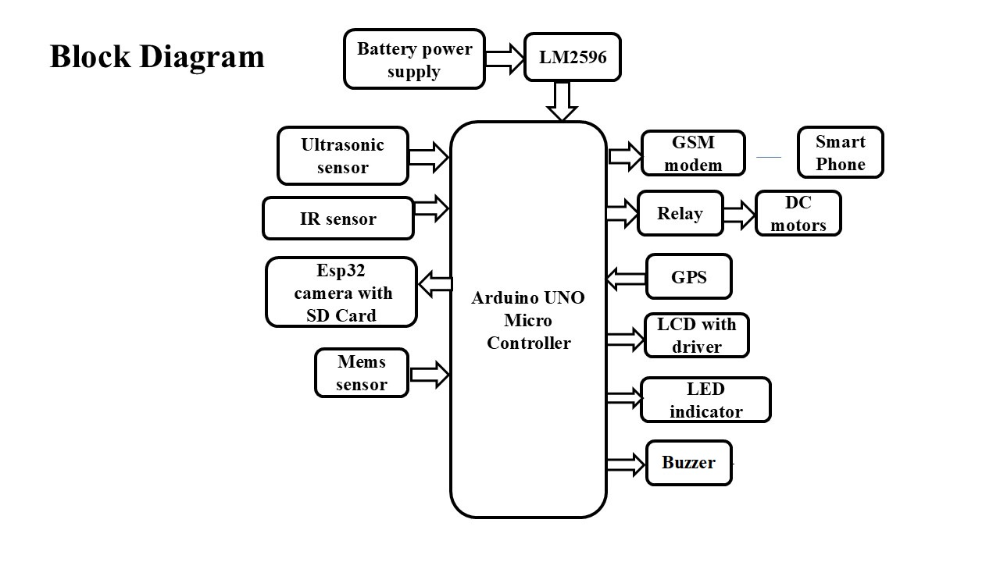 Block Diagram
Battery power
supply
LM2596
Ultrasonic
sensor
IR sensor
Esp32
camera with
SD Card
Mems
sensor
Arduino UNO
Micro
Controller
GSM
modem
Smart
Phone
Relay
DC
motors
GPS
LCD with
driver
LED
indicator
Buzzer